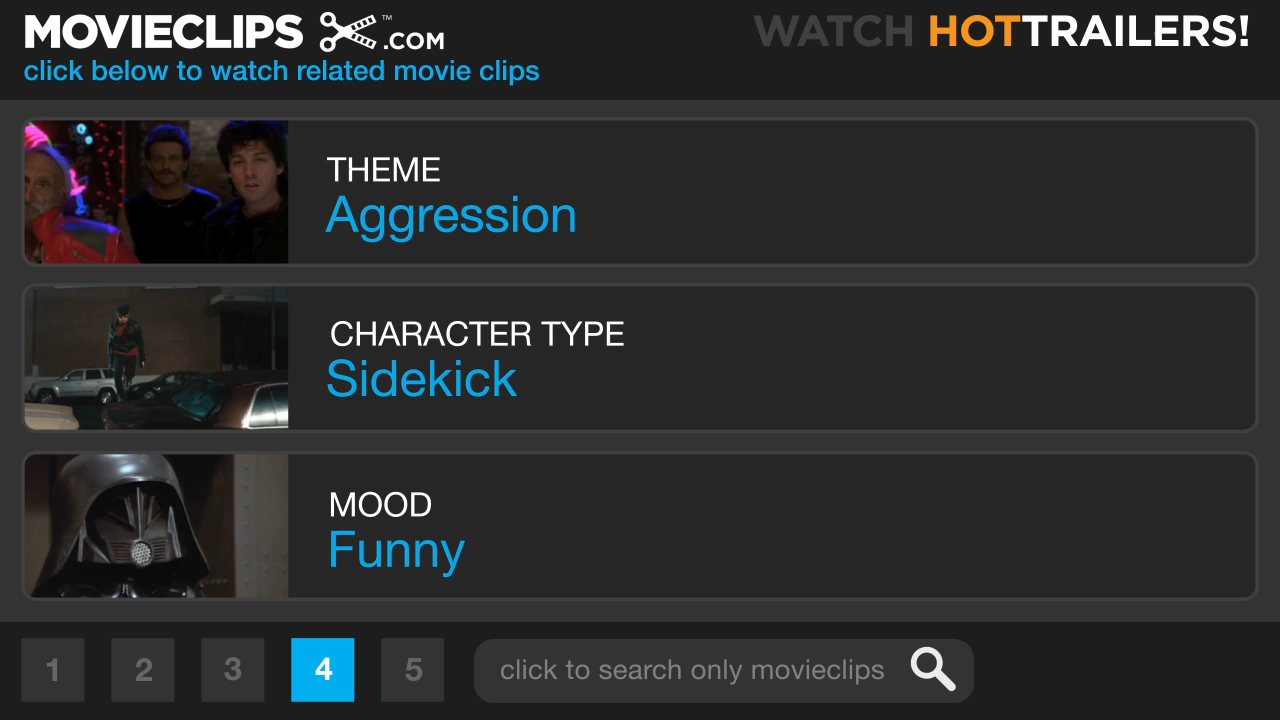 MOVIECLIPS ™ .COM
WATCH HOTTRAILERS!
click below to watch related movie clips
THEME
Aggression
CHARACTER TYPE
Sidekick
MOOD
Funny
1 2 3 4 5 click to search only movieclips